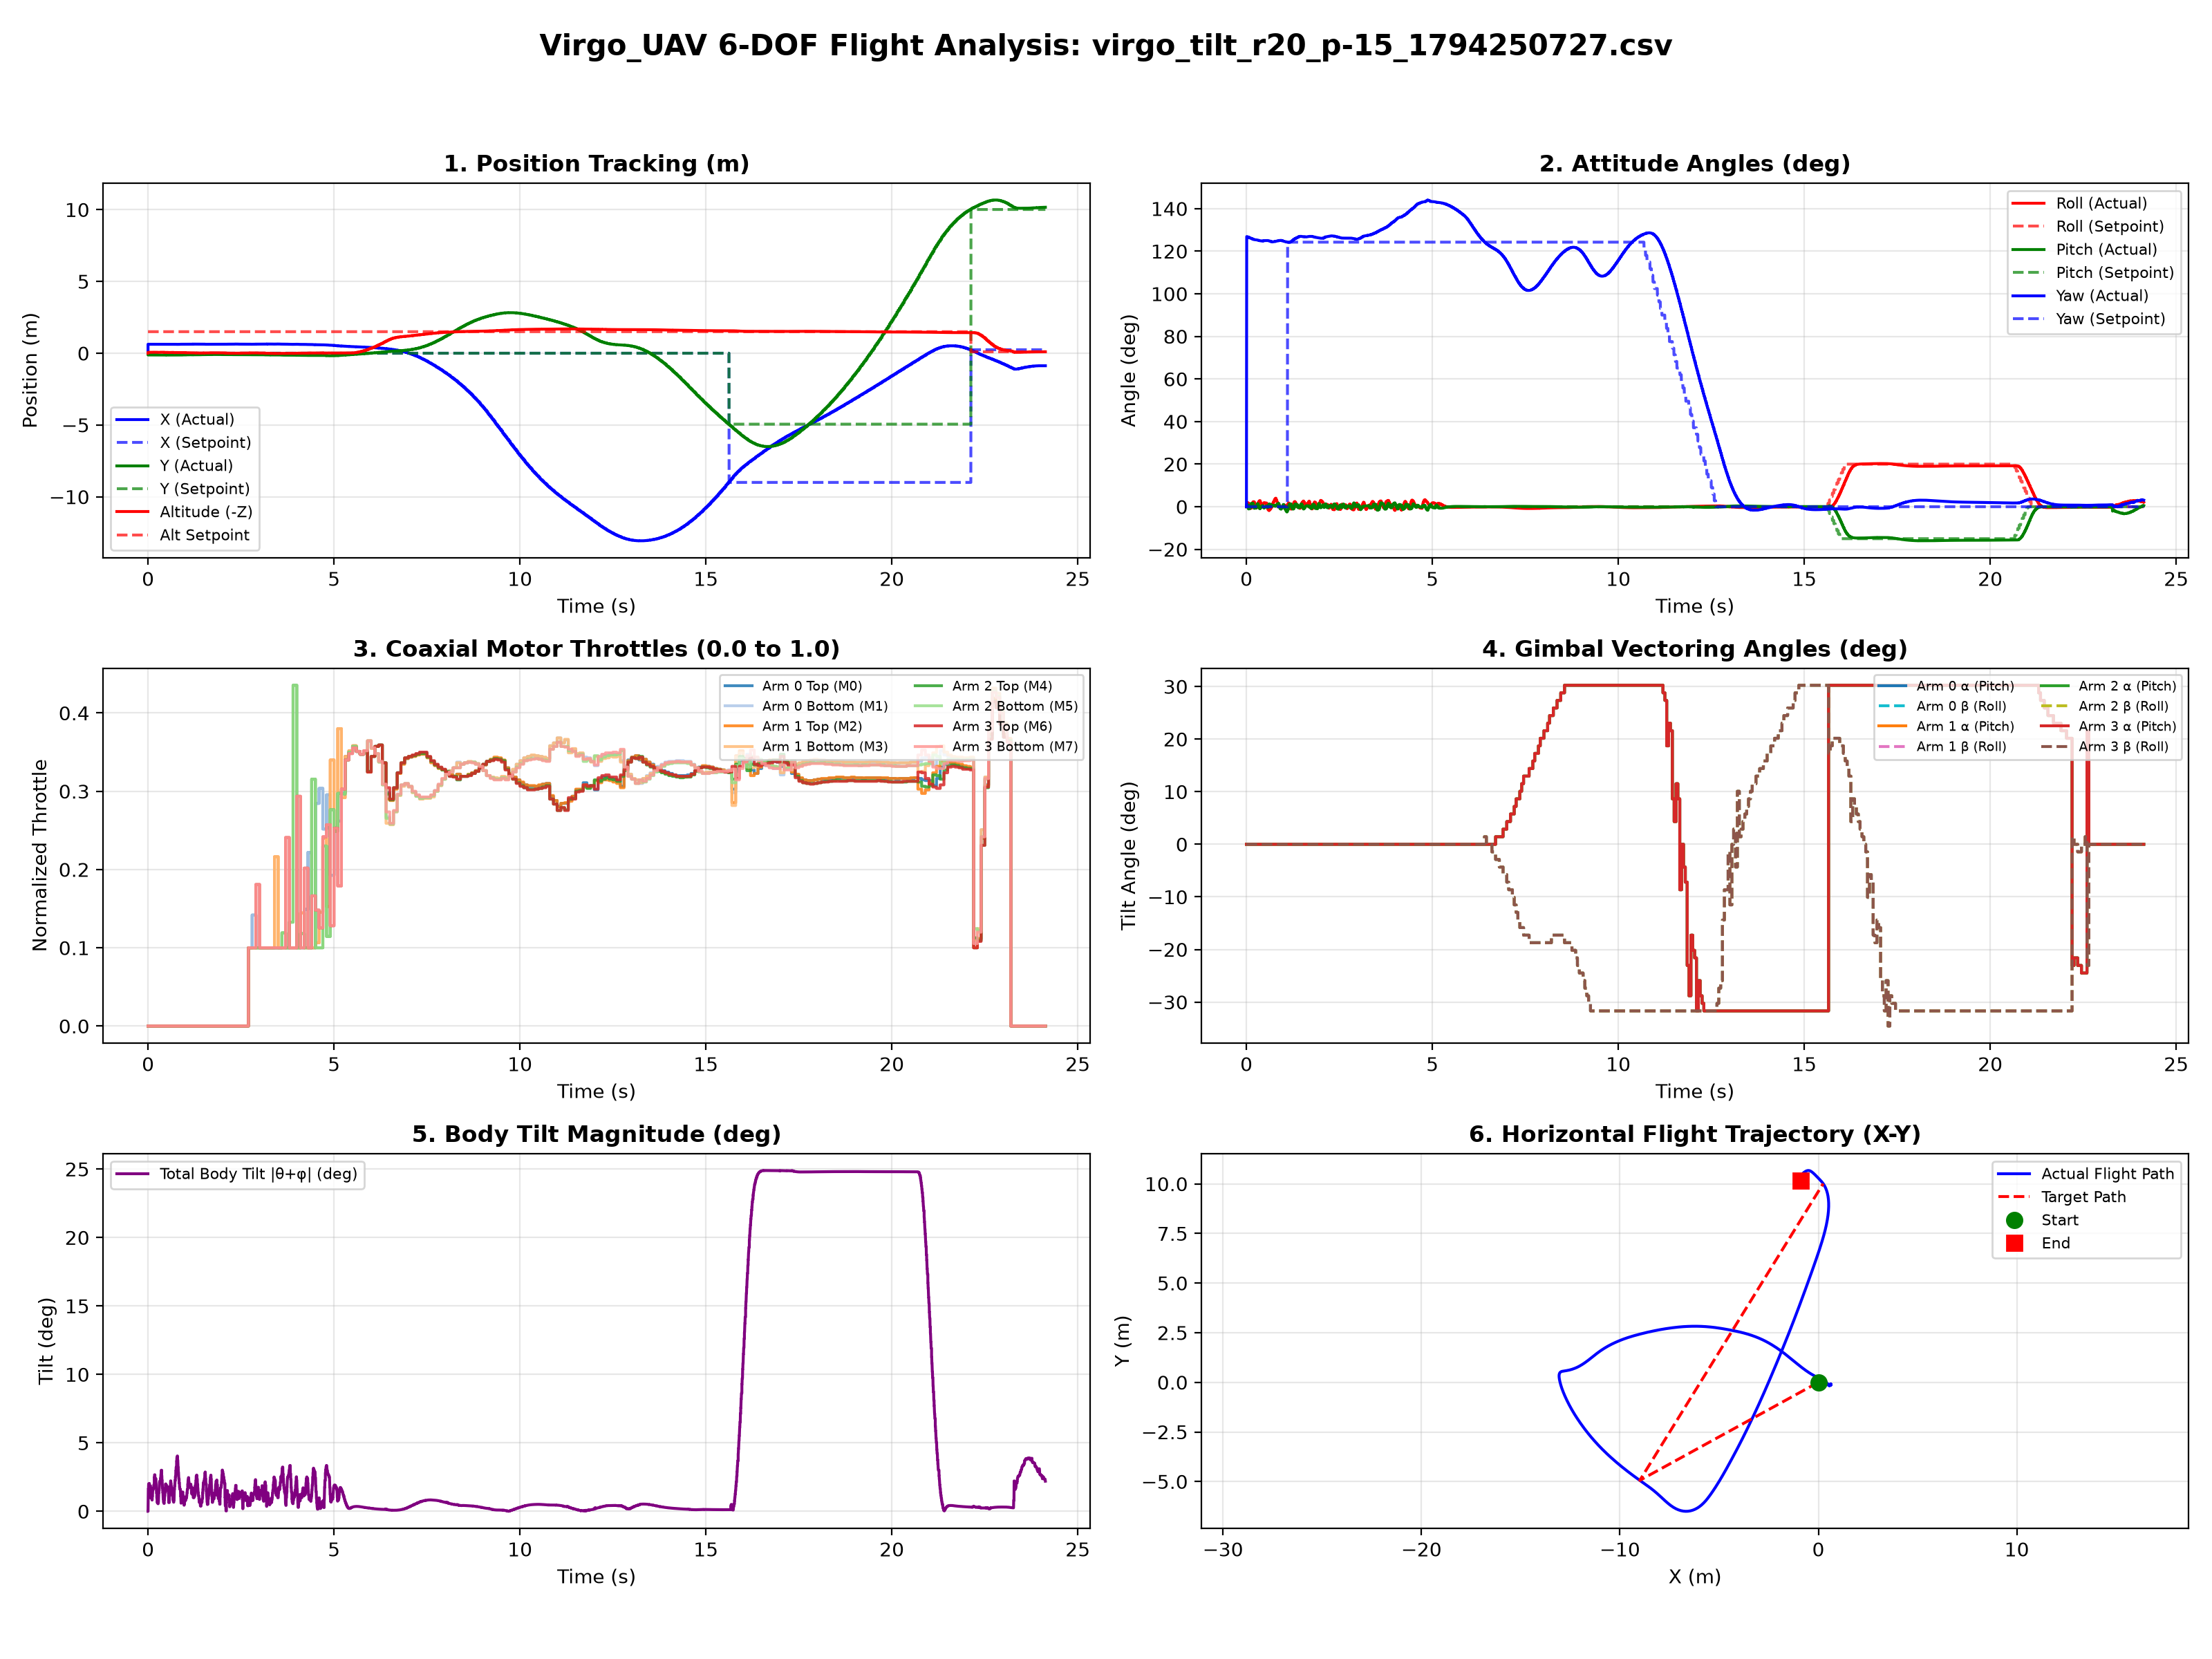 Virgo_UAV 6-DOF Flight Analysis: virgo_tilt_r20_p-15_1794250727.csv
1. Position Tracking (m)
10
5
0
−5
−10
Position (m)
X (Actual)
X (Setpoint)
Y (Actual)
Y (Setpoint)
Altitude (-Z)
Alt Setpoint
0
5
10
15
20
25
Time (s)
2. Attitude Angles (deg)
140
120
100
80
60
40
20
0
−20
Angle (deg)
Roll (Actual)
Roll (Setpoint)
Pitch (Actual)
Pitch (Setpoint)
Yaw (Actual)
Yaw (Setpoint)
0
5
10
15
20
25
Time (s)
3. Coaxial Motor Throttles (0.0 to 1.0)
0.4
0.3
0.2
0.1
0.0
Normalized Throttle
Arm 0 Top (M0)
Arm 0 Bottom (M1)
Arm 1 Top (M2)
Arm 1 Bottom (M3)
Arm 2 Top (M4)
Arm 2 Bottom (M5)
Arm 3 Top (M6)
Arm 3 Bottom (M7)
0
5
10
15
20
25
Time (s)
4. Gimbal Vectoring Angles (deg)
30
20
10
0
−10
−20
−30
Tilt Angle (deg)
Arm 0 α (Pitch)
Arm 0 β (Roll)
Arm 1 α (Pitch)
Arm 1 β (Roll)
Arm 2 α (Pitch)
Arm 2 β (Roll)
Arm 3 α (Pitch)
Arm 3 β (Roll)
0
5
10
15
20
25
Time (s)
5. Body Tilt Magnitude (deg)
25
20
15
10
5
0
Tilt (deg)
Total Body Tilt |θ+φ| (deg)
0
5
10
15
20
25
Time (s)
6. Horizontal Flight Trajectory (X-Y)
10.0
7.5
5.0
2.5
0.0
−2.5
−5.0
Y (m)
Actual Flight Path
Target Path
Start
End
−30
−20
−10
0
10
X (m)